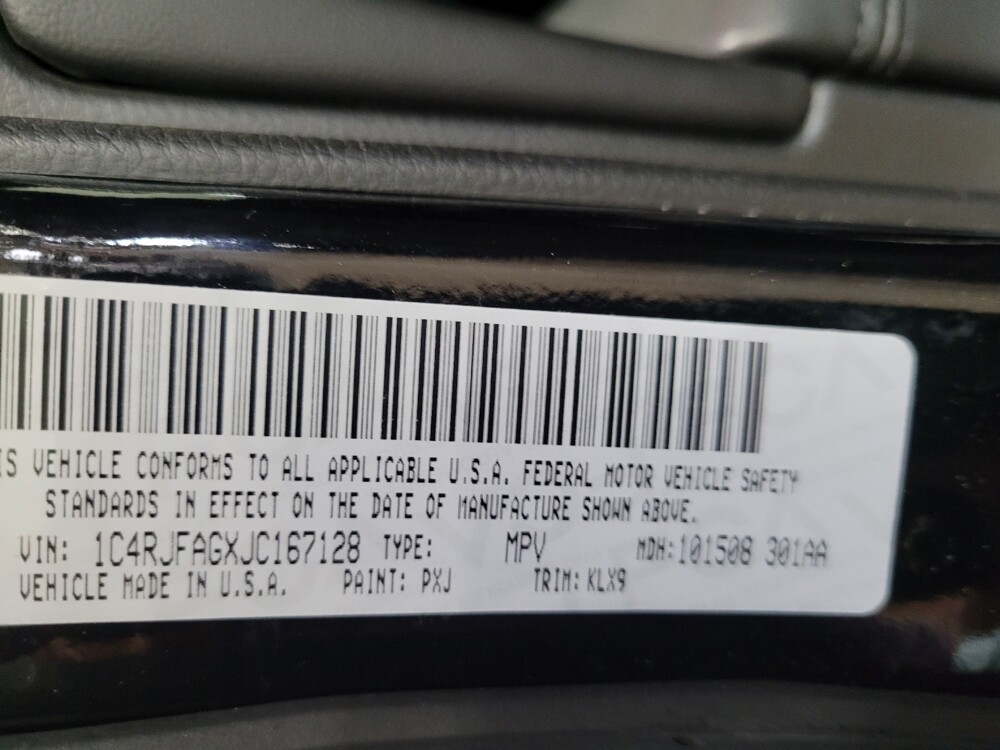 IS VEHICLE CONFORMS TO ALL APPLICABLE U.S.A. FEDERAL MOTOR VEHICLE SAFETY
STANDARDS IN EFFECT ON THE DATE OF MANUFACTURE SHOWN ABOVE.
VIN: 1C4RJFAGXJC167128 TYPE: MPV MDH:101508 301AA
VEHICLE MADE IN U.S.A. PAINT: PXJ TRIM: KLX9